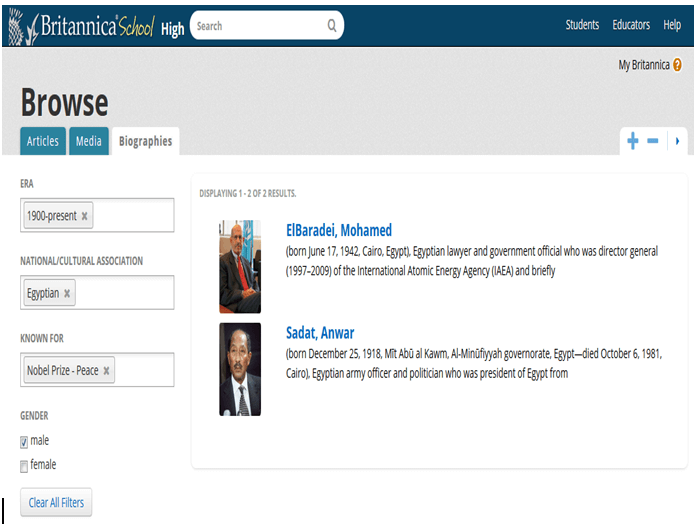 Britannica School High Search Students Educators Help
My Britannica ?
Browse
Articles Media Biographies
ERA
1900-present ×
NATIONAL/CULTURAL ASSOCIATION
Egyptian ×
KNOWN FOR
Nobel Prize - Peace ×
GENDER
male
female
Clear All Filters
DISPLAYING 1 - 2 OF 2 RESULTS.
ElBaradei, Mohamed
(born June 17, 1942, Cairo, Egypt), Egyptian lawyer and government official who was director general
(1997–2009) of the International Atomic Energy Agency (IAEA) and briefly
Sadat, Anwar
(born December 25, 1918, Mīt Abū al Kawm, Al-Minūfiyyah governorate, Egypt—died October 6, 1981,
Cairo), Egyptian army officer and politician who was president of Egypt from